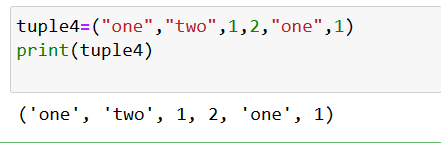 tuple4=("one","two",1,2,"one",1)
print(tuple4)
('one', 'two', 1, 2, 'one', 1)